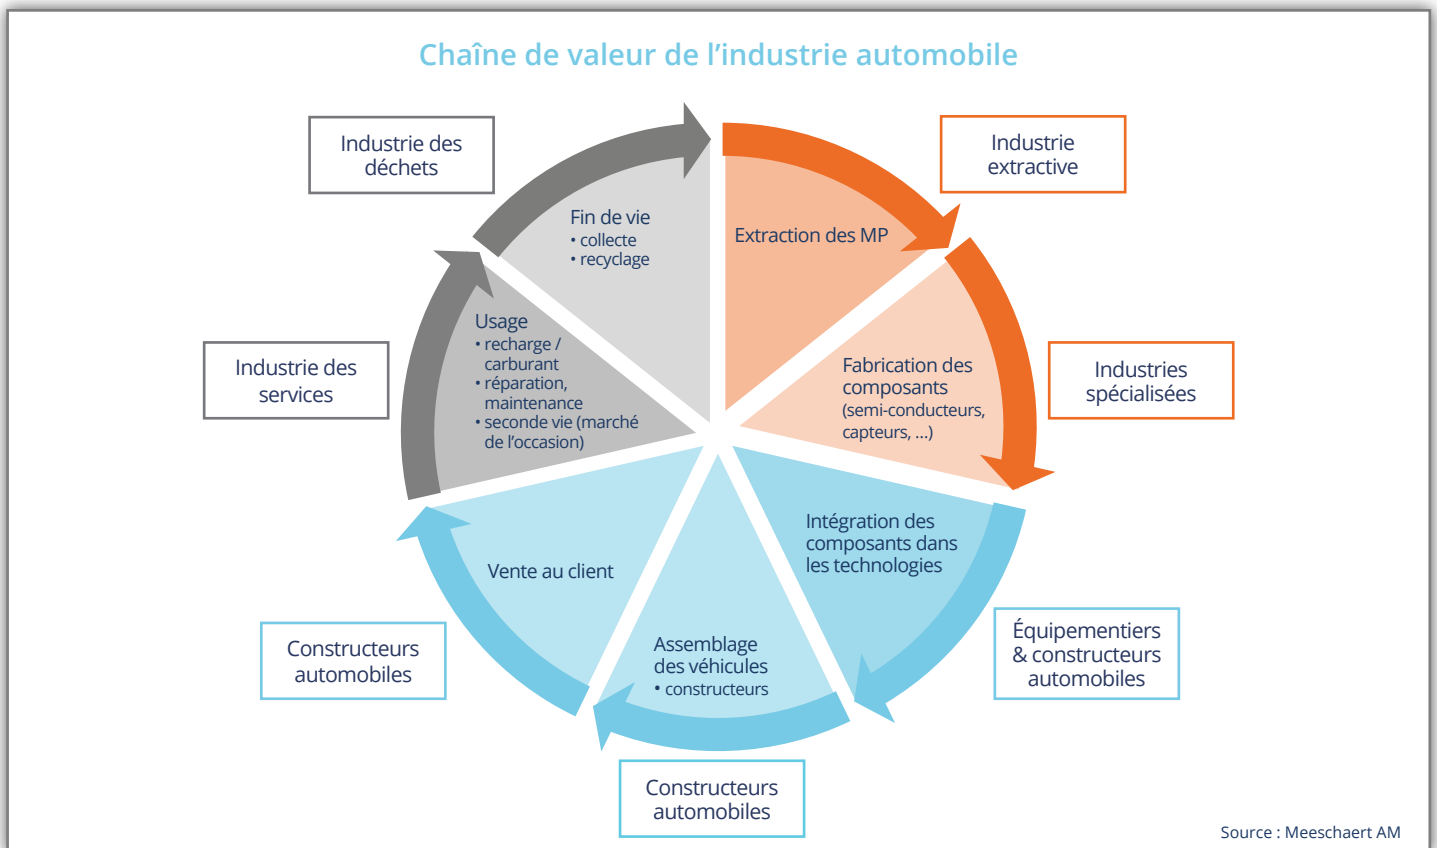 Chaîne de valeur de l’industrie automobile
Industrie
extractive
Extraction des MP
Industries
spécialisées
Fabrication des
composants
(semi-conducteurs,
capteurs, ...)
Équipementiers
& constructeurs
automobiles
Intégration des
composants dans
les technologies
Constructeurs
automobiles
Assemblage
des véhicules
• constructeurs
Constructeurs
automobiles
Vente au client
Industrie des
services
Usage
• recharge /
carburant
• réparation,
maintenance
• seconde vie (marché
de l’occasion)
Industrie des
déchets
Fin de vie
• collecte
• recyclage
Source : Meeschaert AM